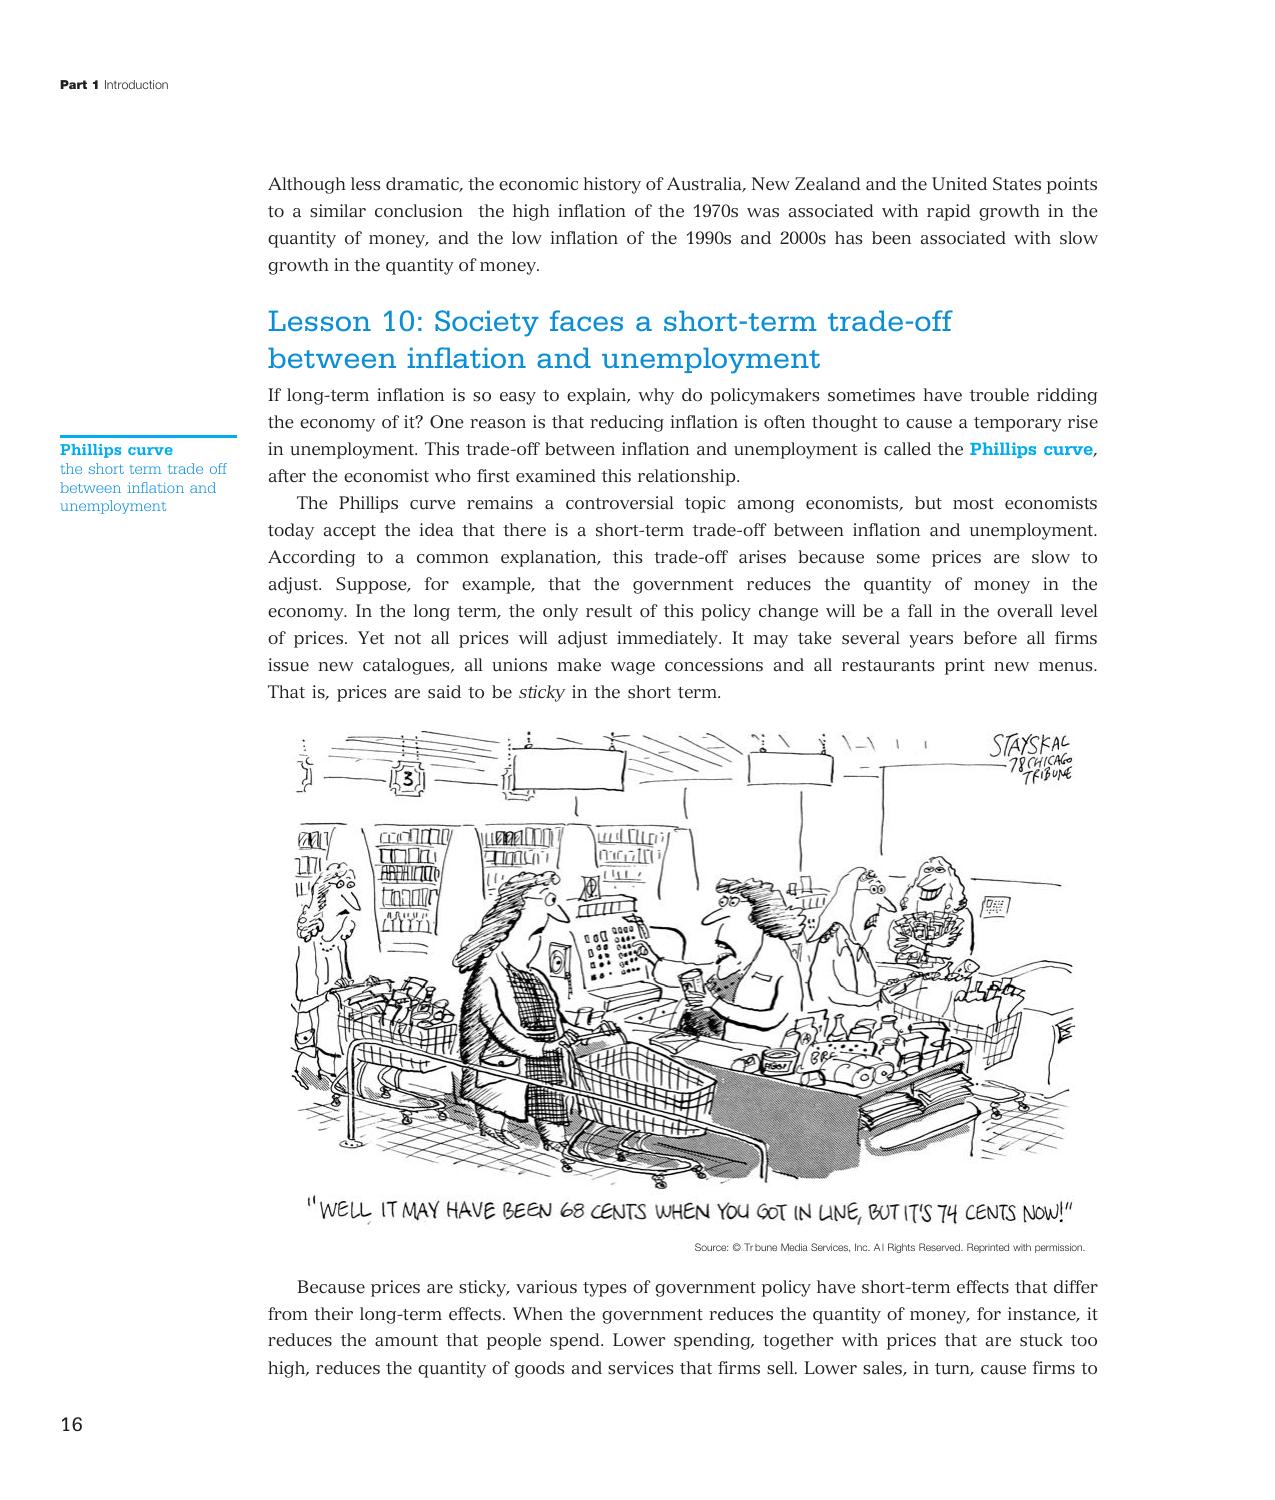 Part 1 Introduction
Although less dramatic, the economic history of Australia, New Zealand and the United States points
to a similar conclusion the high inflation of the 1970s was associated with rapid growth in the
quantity of money, and the low inflation of the 1990s and 2000s has been associated with slow
growth in the quantity of money.
Lesson 10: Society faces a short-term trade-off
between inflation and unemployment
If long-term inflation is so easy to explain, why do policymakers sometimes have trouble ridding
the economy of it? One reason is that reducing inflation is often thought to cause a temporary rise
in unemployment. This trade-off between inflation and unemployment is called the Phillips curve,
after the economist who first examined this relationship.
Phillips curve
the short term trade off
between inflation and
unemployment
The Phillips curve remains a controversial topic among economists, but most economists
today accept the idea that there is a short-term trade-off between inflation and unemployment.
According to a common explanation, this trade-off arises because some prices are slow to
adjust. Suppose, for example, that the government reduces the quantity of money in the
economy. In the long term, the only result of this policy change will be a fall in the overall level
of prices. Yet not all prices will adjust immediately. It may take several years before all firms
issue new catalogues, all unions make wage concessions and all restaurants print new menus.
That is, prices are said to be sticky in the short term.
STAYSKAL
78 CHICAGO
TRIBUNE
3
BRE
EGGS
"WELL, IT MAY HAVE BEEN 68 CENTS WHEN YOU GOT IN LINE, BUT IT'S 74 CENTS NOW!"
Source: © Tr bune Media Services, Inc. A l Rights Reserved. Reprinted with permission.
Because prices are sticky, various types of government policy have short-term effects that differ
from their long-term effects. When the government reduces the quantity of money, for instance, it
reduces the amount that people spend. Lower spending, together with prices that are stuck too
high, reduces the quantity of goods and services that firms sell. Lower sales, in turn, cause firms to
16